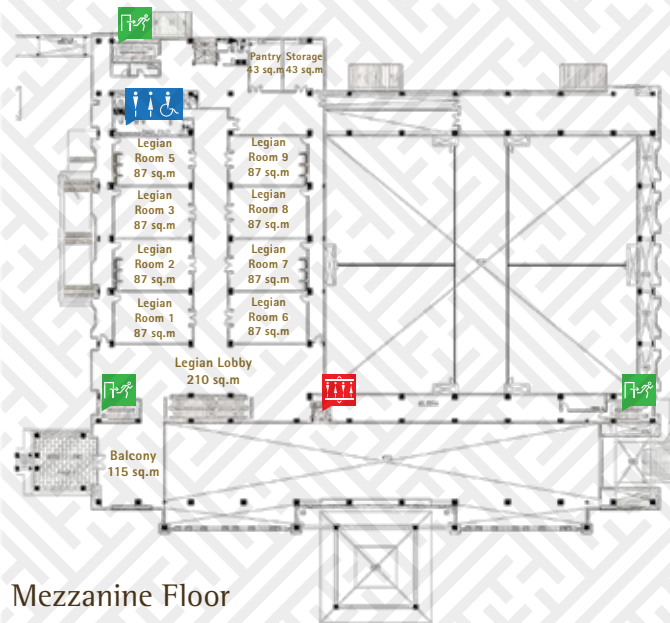 Pantry Storage
43 sq.m 43 sq.m
Legian
Room 5
87 sq.m
Legian
Room 9
87 sq.m
Legian
Room 3
87 sq.m
Legian
Room 8
87 sq.m
Legian
Room 2
87 sq.m
Legian
Room 7
87 sq.m
Legian
Room 1
87 sq.m
Legian
Room 6
87 sq.m
Legian Lobby
210 sq.m
Balcony
115 sq.m
Mezzanine Floor